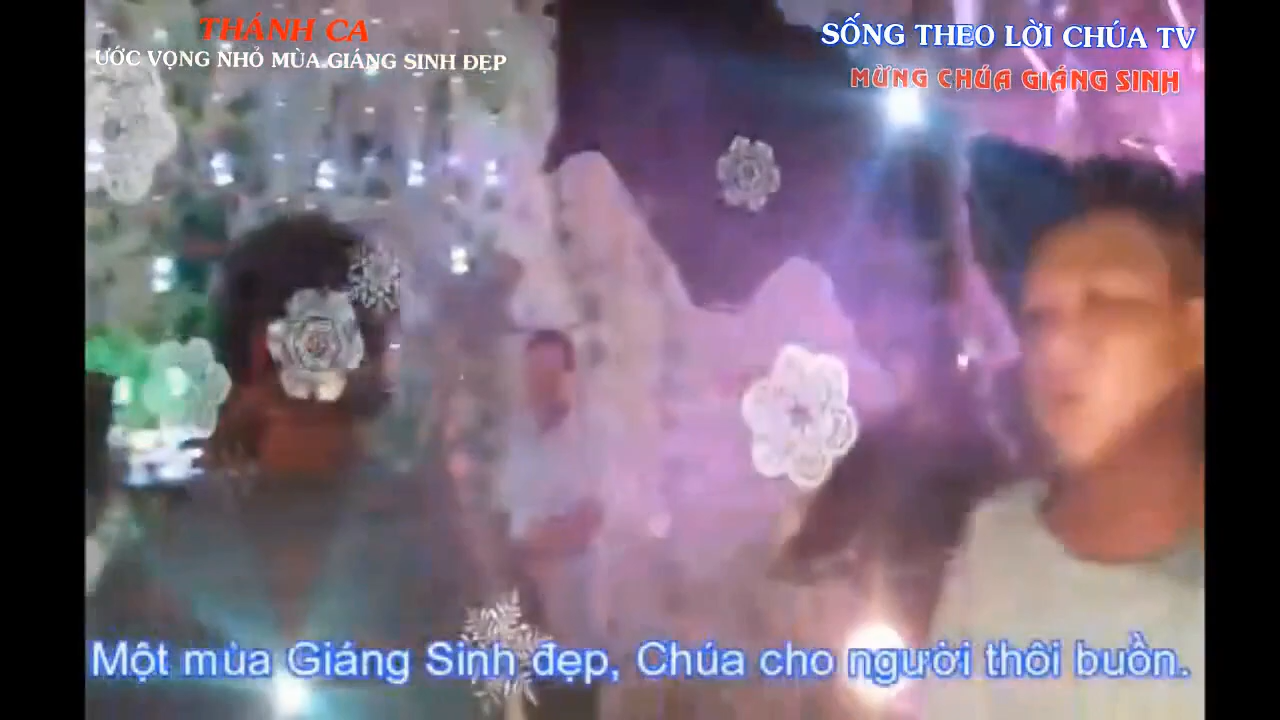 THÁNH CA
ƯỚC VỌNG NHỎ MÙA GIÁNG SINH ĐẸP
SỐNG THEO LỜI CHÚA TV
MỪNG CHÚA GIÁNG SINH
Một mùa Giáng Sinh đẹp, Chúa cho người thôi buồn.